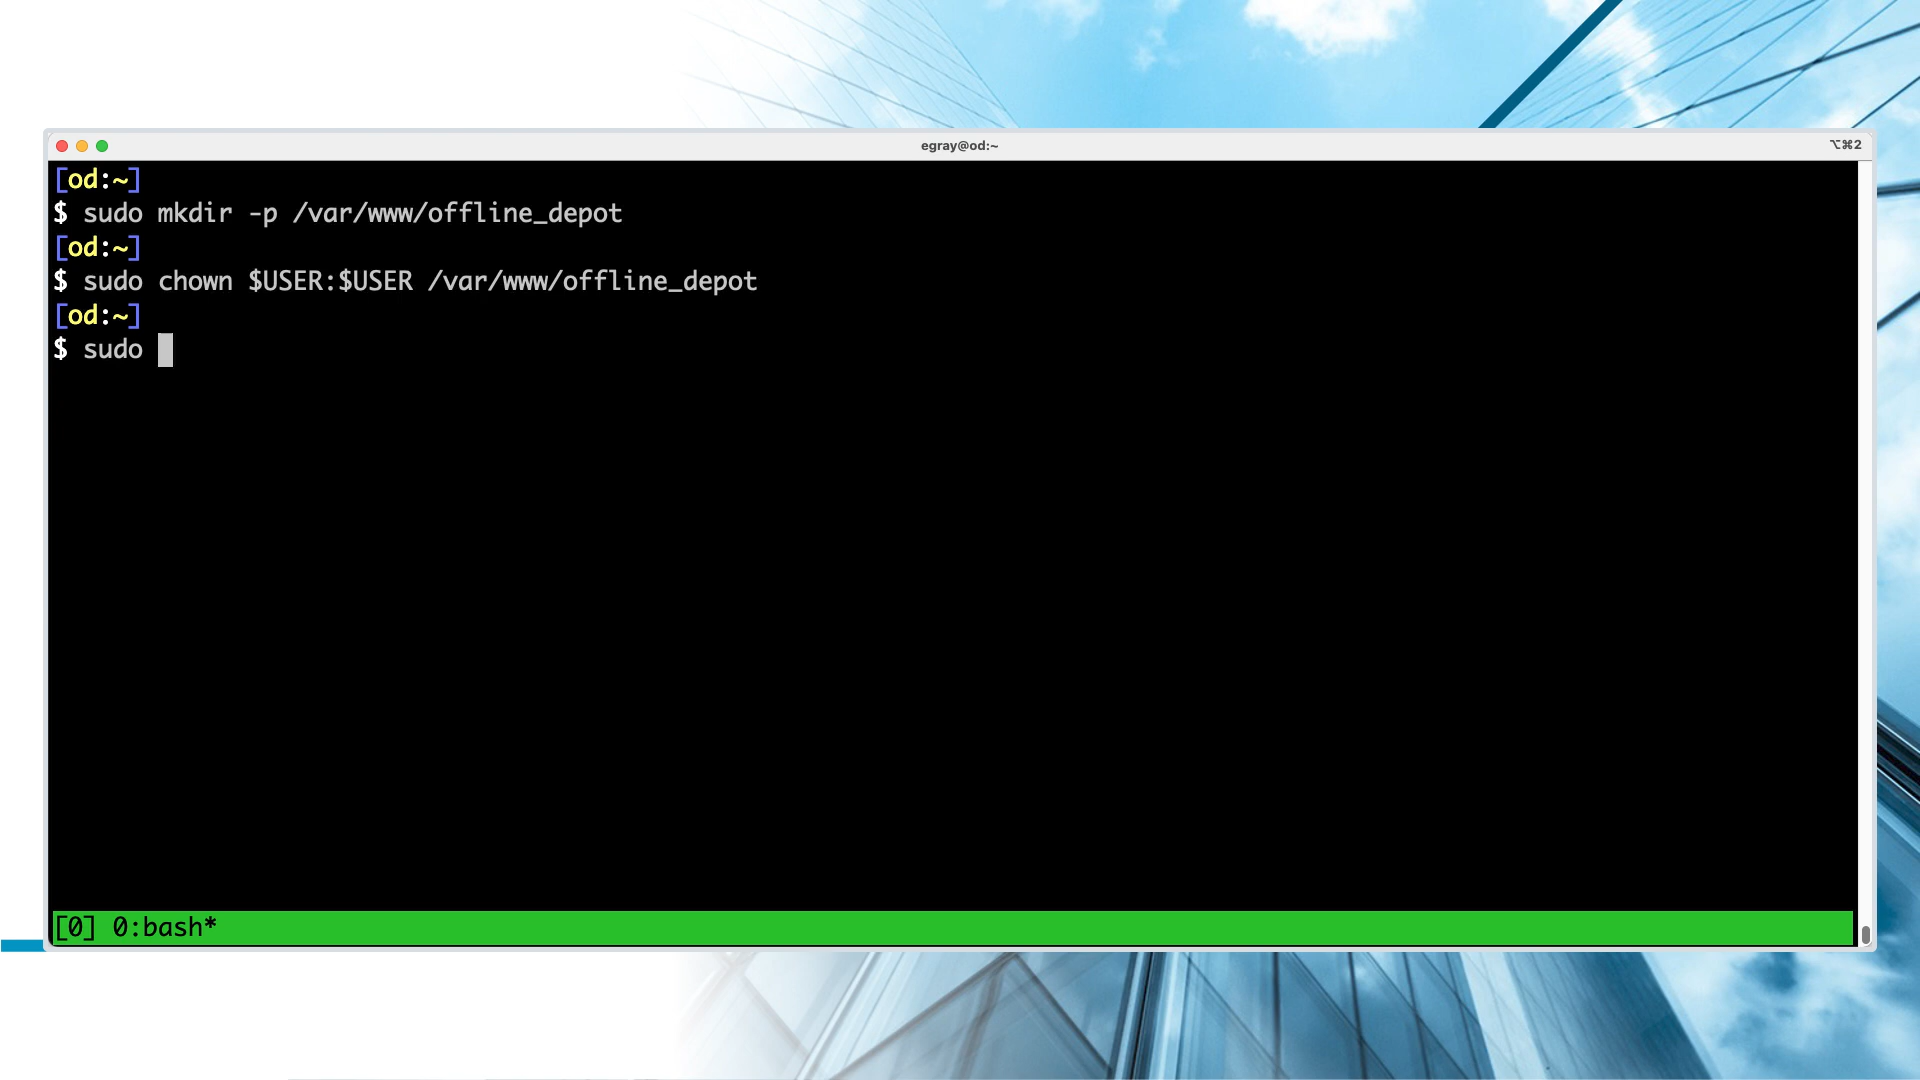 egray@od:~
⌥⌘2
[od:~]
$ sudo mkdir -p /var/www/offline_depot
[od:~]
$ sudo chown $USER:$USER /var/www/offline_depot
[od:~]
$ sudo
[0] 0:bash*